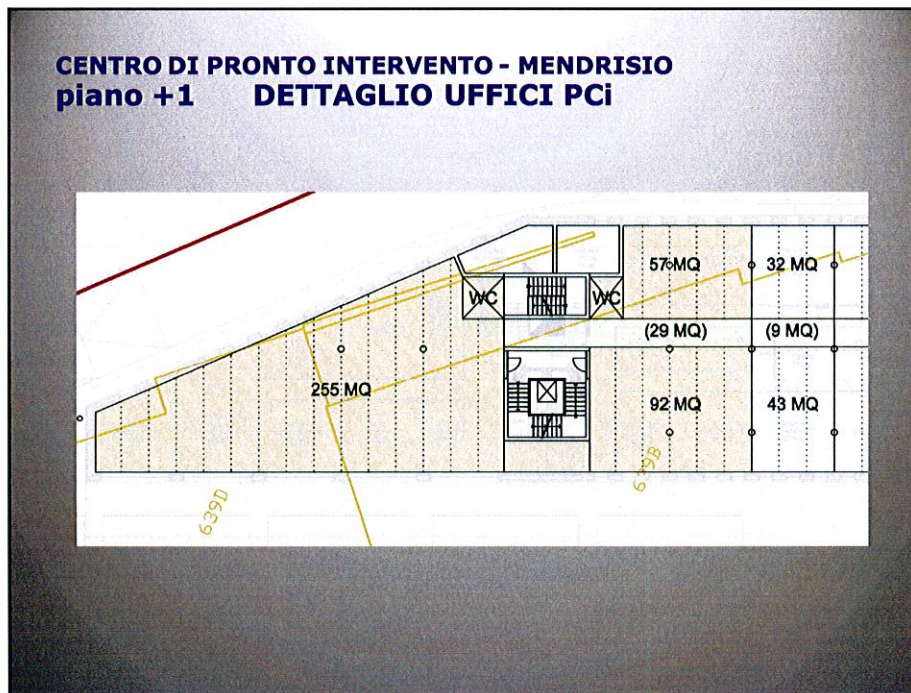 CENTRO DI PRONTO INTERVENTO - MENDRISIO
piano +1 DETTAGLIO UFFICI PCi
57 MQ 32 MQ
WC WC
(29 MQ) (9 MQ)
255 MQ
92 MQ 43 MQ
639D
639B